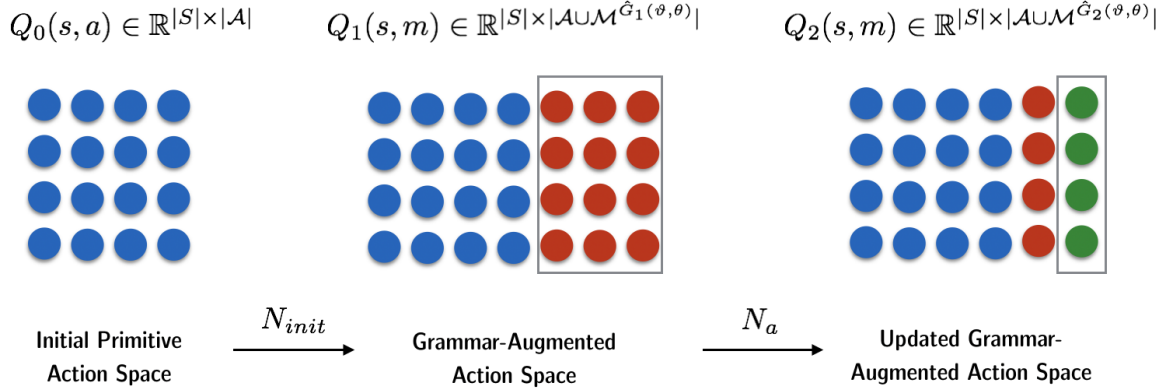 Q_0(s, a) ∈ ℝ^{|S|×|𝒜|}
Q_1(s, m) ∈ ℝ^{|S|×|𝒜∪ℳ^{Ĝ_1(ϑ,θ)}|}
Q_2(s, m) ∈ ℝ^{|S|×|𝒜∪ℳ^{Ĝ_2(ϑ,θ)}|}
N_{init}
N_a
Initial Primitive
Action Space
Grammar-Augmented
Action Space
Updated Grammar-
Augmented Action Space